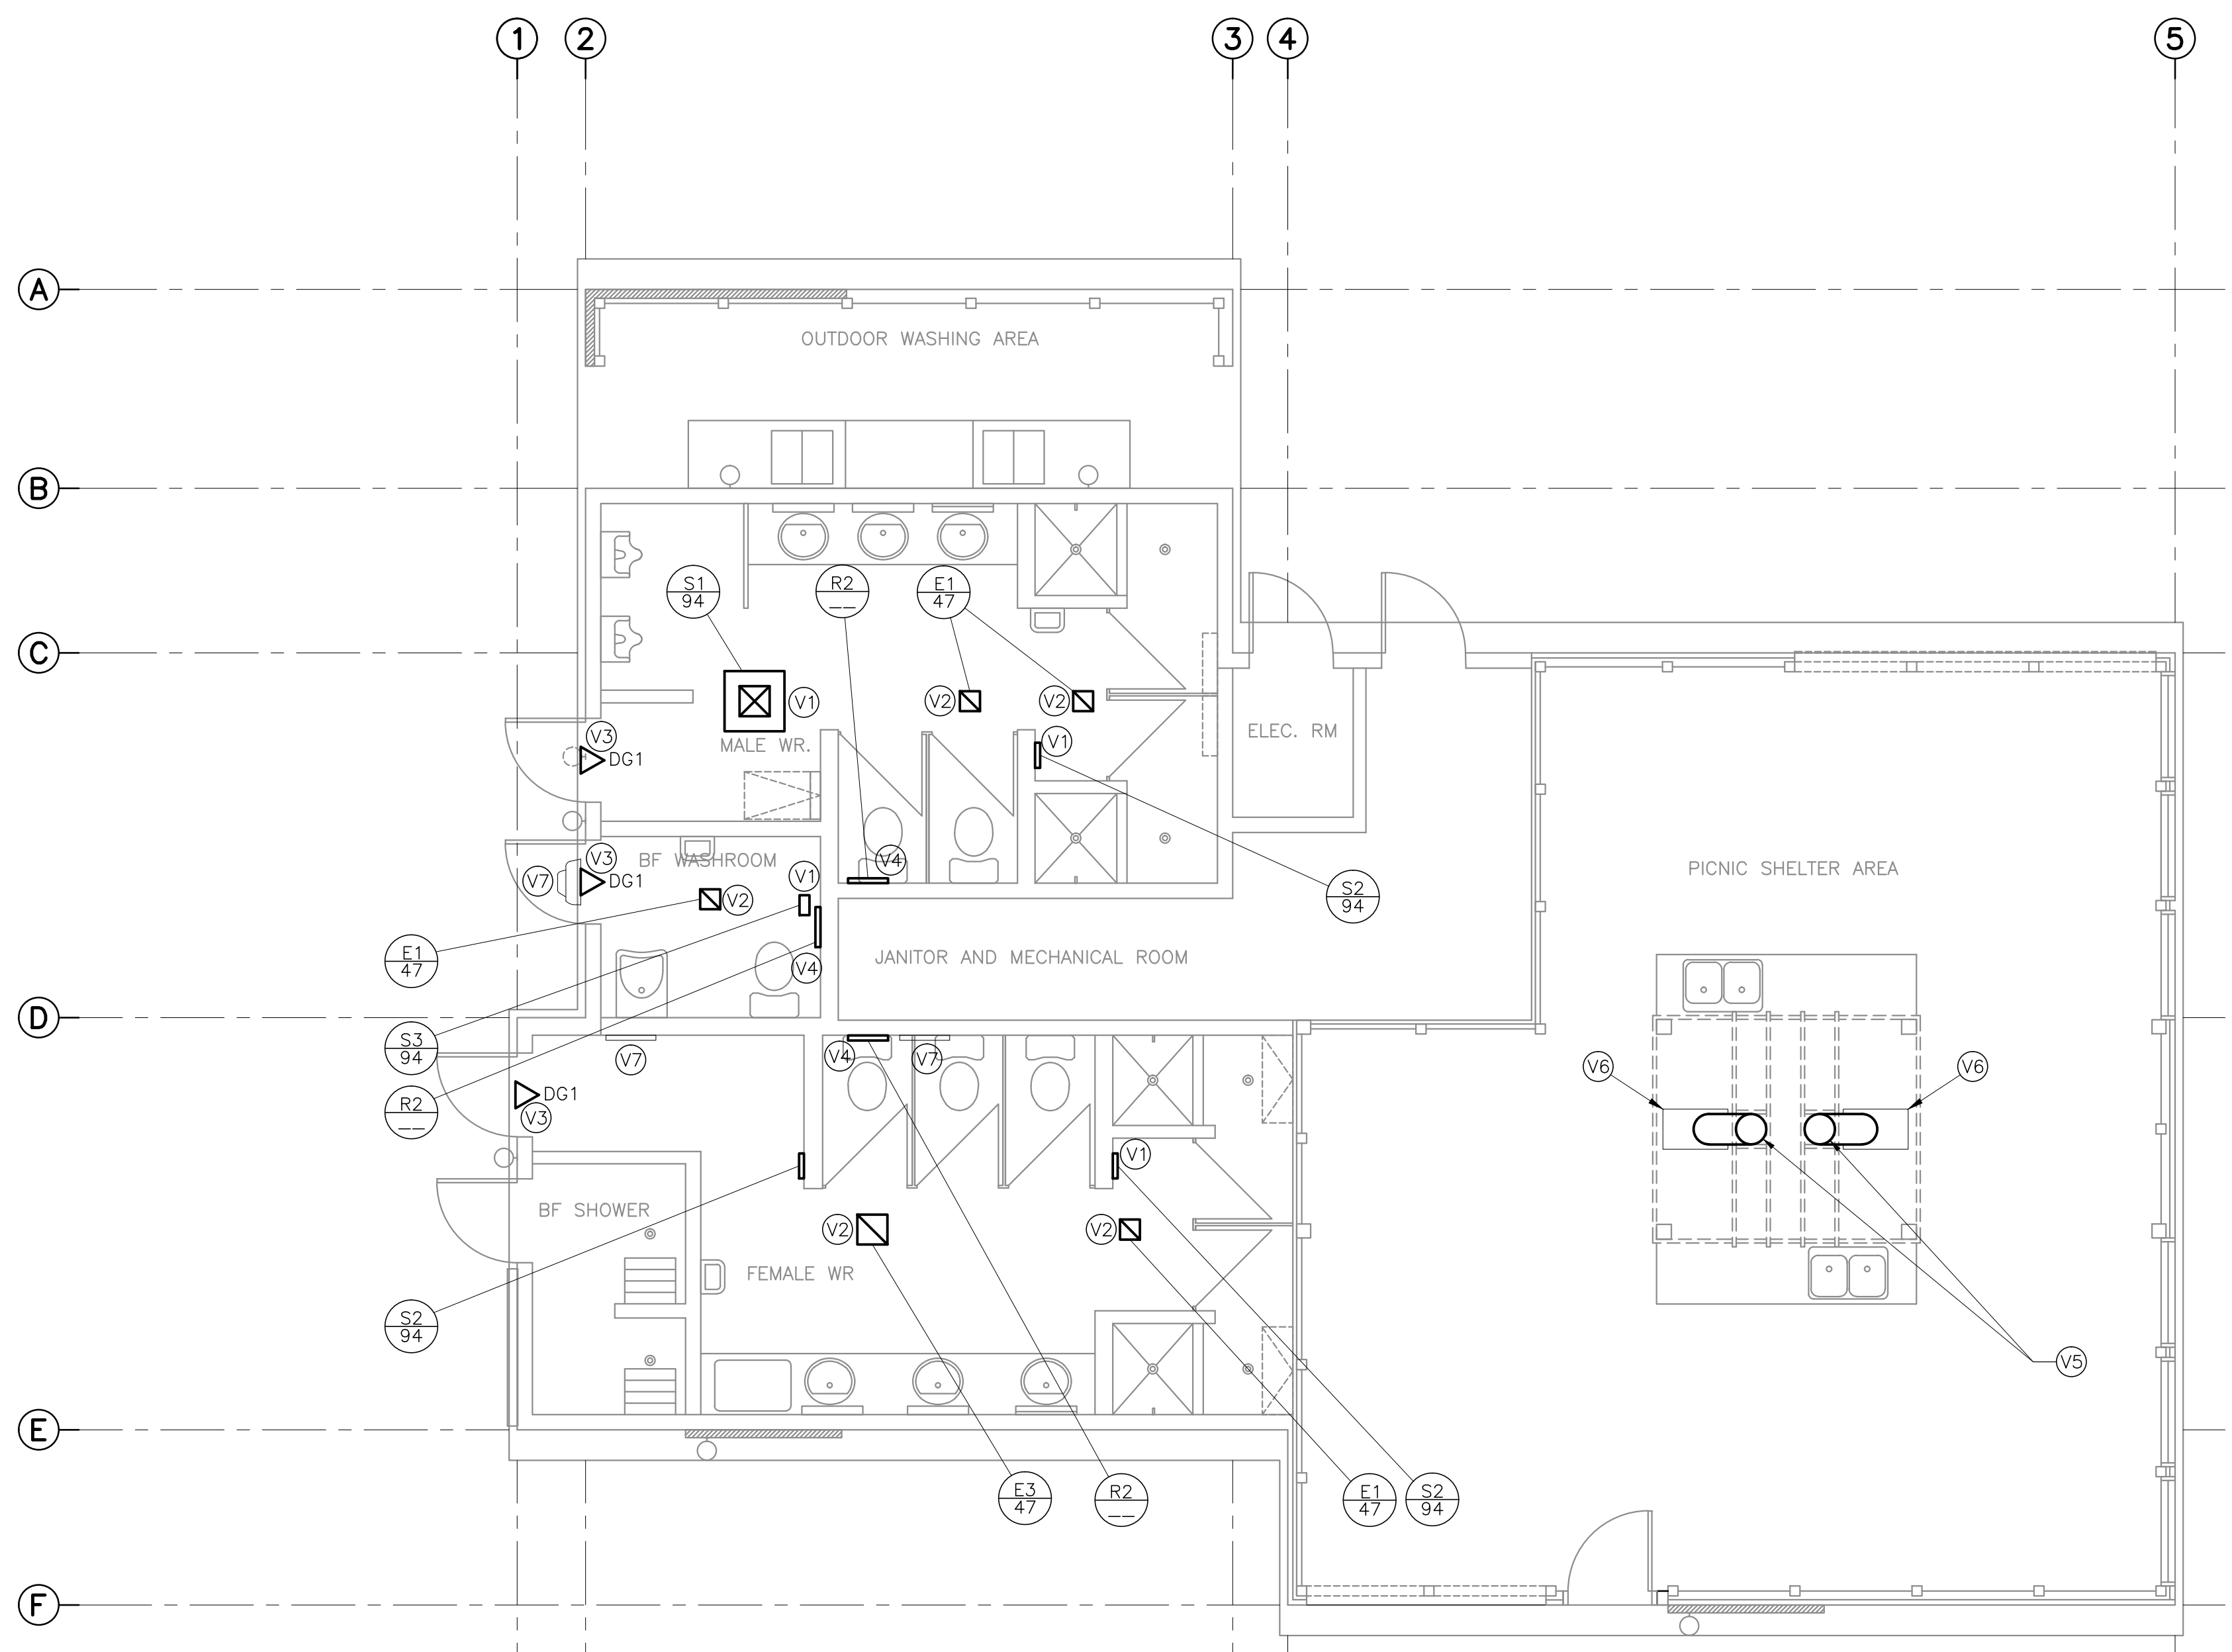 1 2 3 4 5
A
OUTDOOR WASHING AREA
B
S1
94
R2
——
E1
47
C
V1
V2
V2
V3
MALE WR.
DG1
V1
ELEC. RM
BF WASHROOM
V3
V4
DG1
V7
V1
V2
S2
94
PICNIC SHELTER AREA
E1
47
V4
JANITOR AND MECHANICAL ROOM
D
S3
94
V7
V4
V7
V6
V6
R2
——
DG1
V3
V1
BF SHOWER
V2
V2
FEMALE WR
S2
94
V5
E
E3
47
R2
——
E1
47
S2
94
F